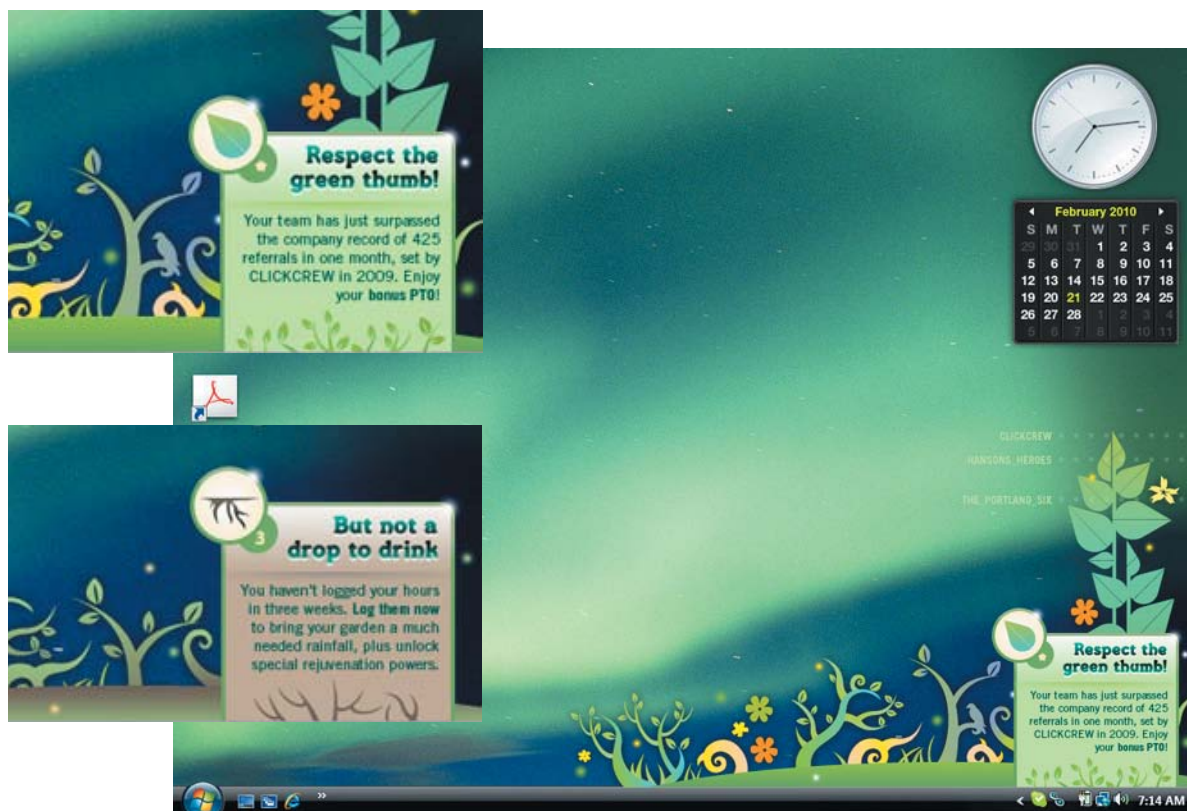 Respect the
green thumb!
Your team has just surpassed
the company record of 425
referrals in one month, set by
CLICKCREW in 2009. Enjoy
your bonus PTO!
3
But not a
drop to drink
You haven't logged your hours
in three weeks. Log them now
to bring your garden a much
needed rainfall, plus unlock
special rejuvenation powers.
February 2010
S M T W T F S
29 30 31 1 2 3 4
5 6 7 8 9 10 11
12 13 14 15 16 17 18
19 20 21 22 23 24 25
26 27 28 1 2 3 4
5 6 7 8 9 10 11
CLICKCREW
HANSONS_HEROES
THE_PORTLAND_SIX
Respect the
green thumb!
Your team has just surpassed
the company record of 425
referrals in one month, set by
CLICKCREW in 2009. Enjoy
your bonus PTO!
7:14 AM